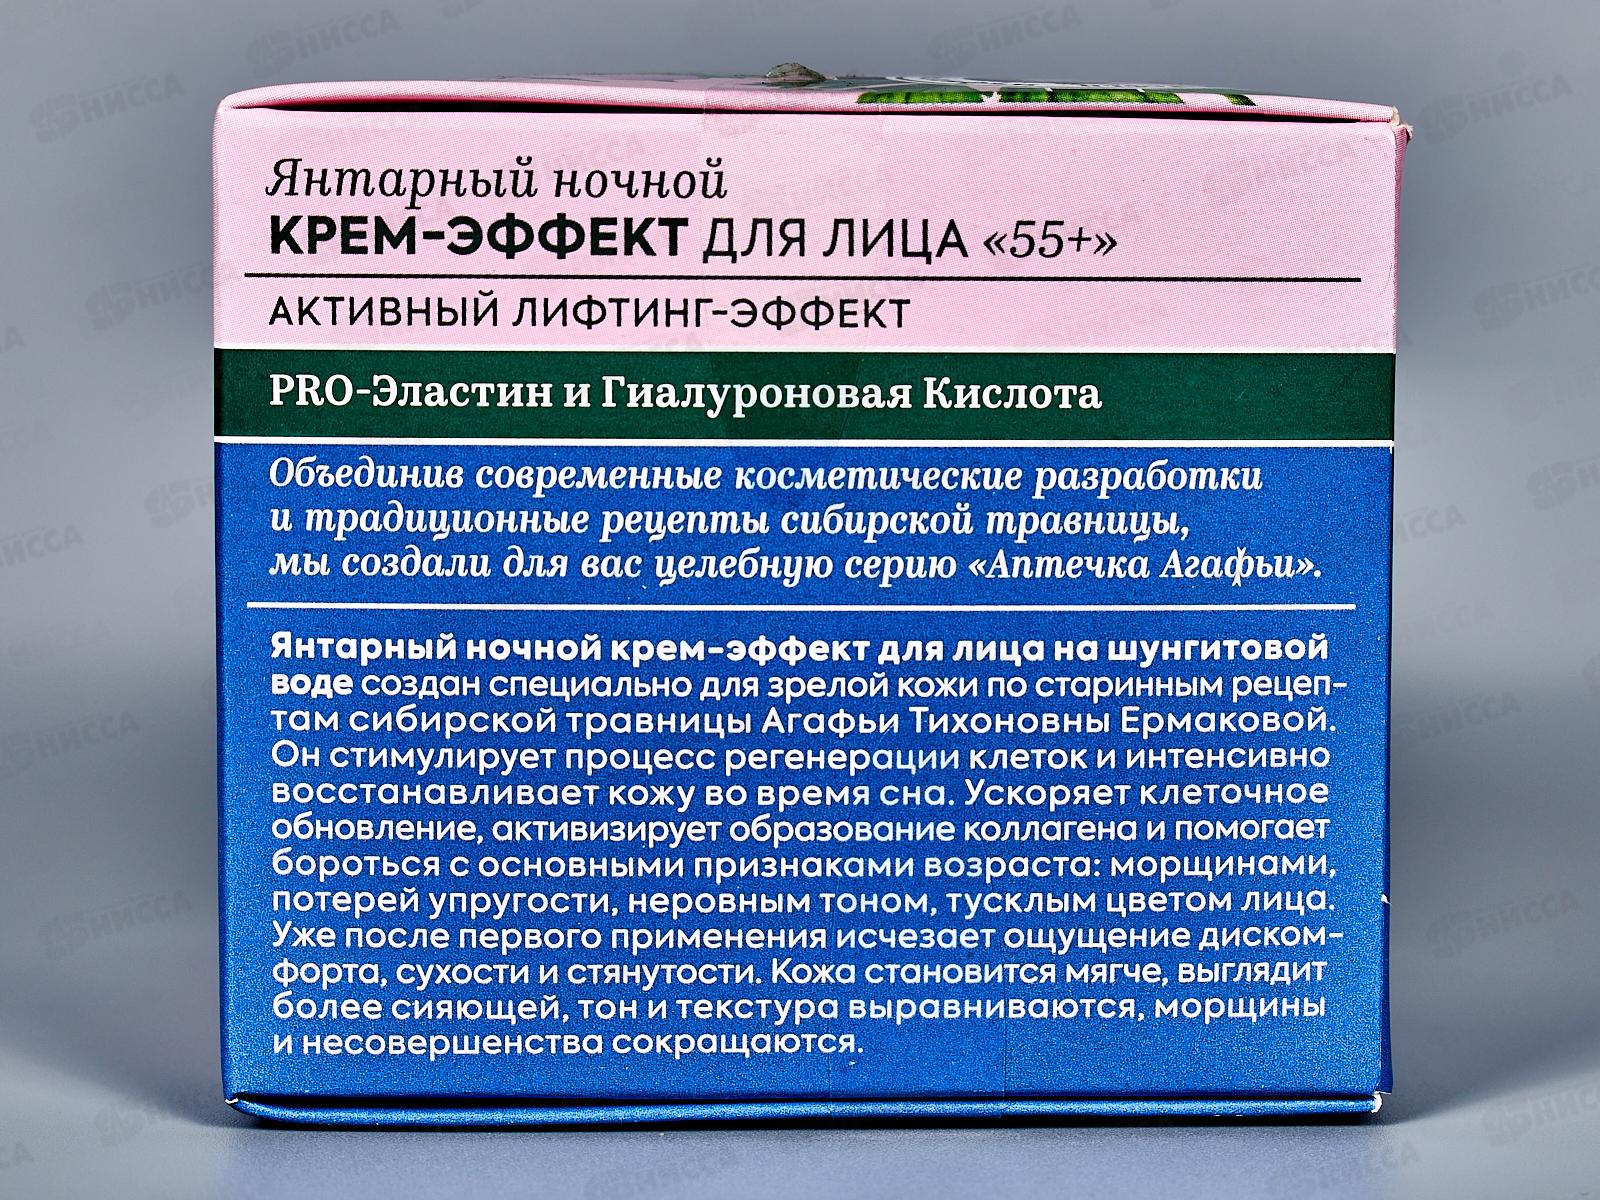 Янтарный ночной
КРЕМ-ЭФФЕКТ ДЛЯ ЛИЦА «55+»
АКТИВНЫЙ ЛИФТИНГ-ЭФФЕКТ
PRO-Эластин и Гиалуроновая Кислота
Объединив современные косметические разработки
и традиционные рецепты сибирской травницы,
мы создали для вас целебную серию «Аптечка Агафьи».
Янтарный ночной крем-эффект для лица на шунгитовой
воде создан специально для зрелой кожи по старинным рецеп-
там сибирской травницы Агафьи Тихоновны Ермаковой.
Он стимулирует процесс регенерации клеток и интенсивно
восстанавливает кожу во время сна. Ускоряет клеточное
обновление, активизирует образование коллагена и помогает
бороться с основными признаками возраста: морщинами,
потерей упругости, неровным тоном, тусклым цветом лица.
Уже после первого применения исчезает ощущение диском-
форта, сухости и стянутости. Кожа становится мягче, выглядит
более сияющей, тон и текстура выравниваются, морщины
и несовершенства сокращаются.
НИССА